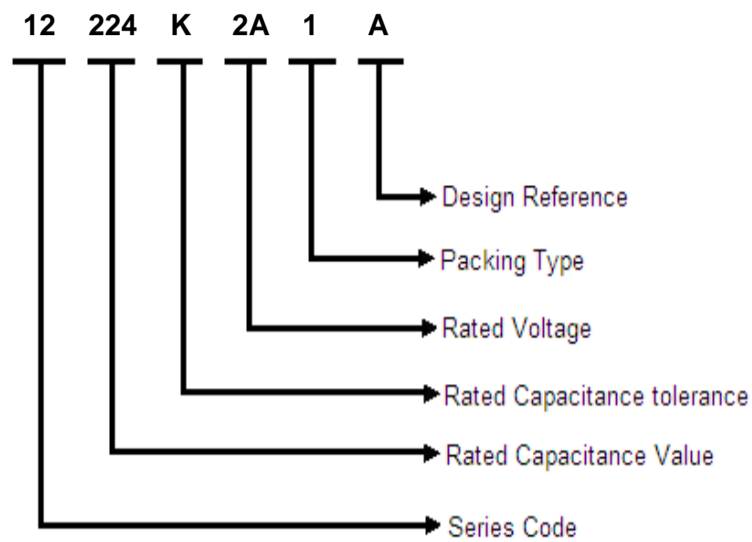 12 224 K 2A 1 A
Design Reference
Packing Type
Rated Voltage
Rated Capacitance tolerance
Rated Capacitance Value
Series Code